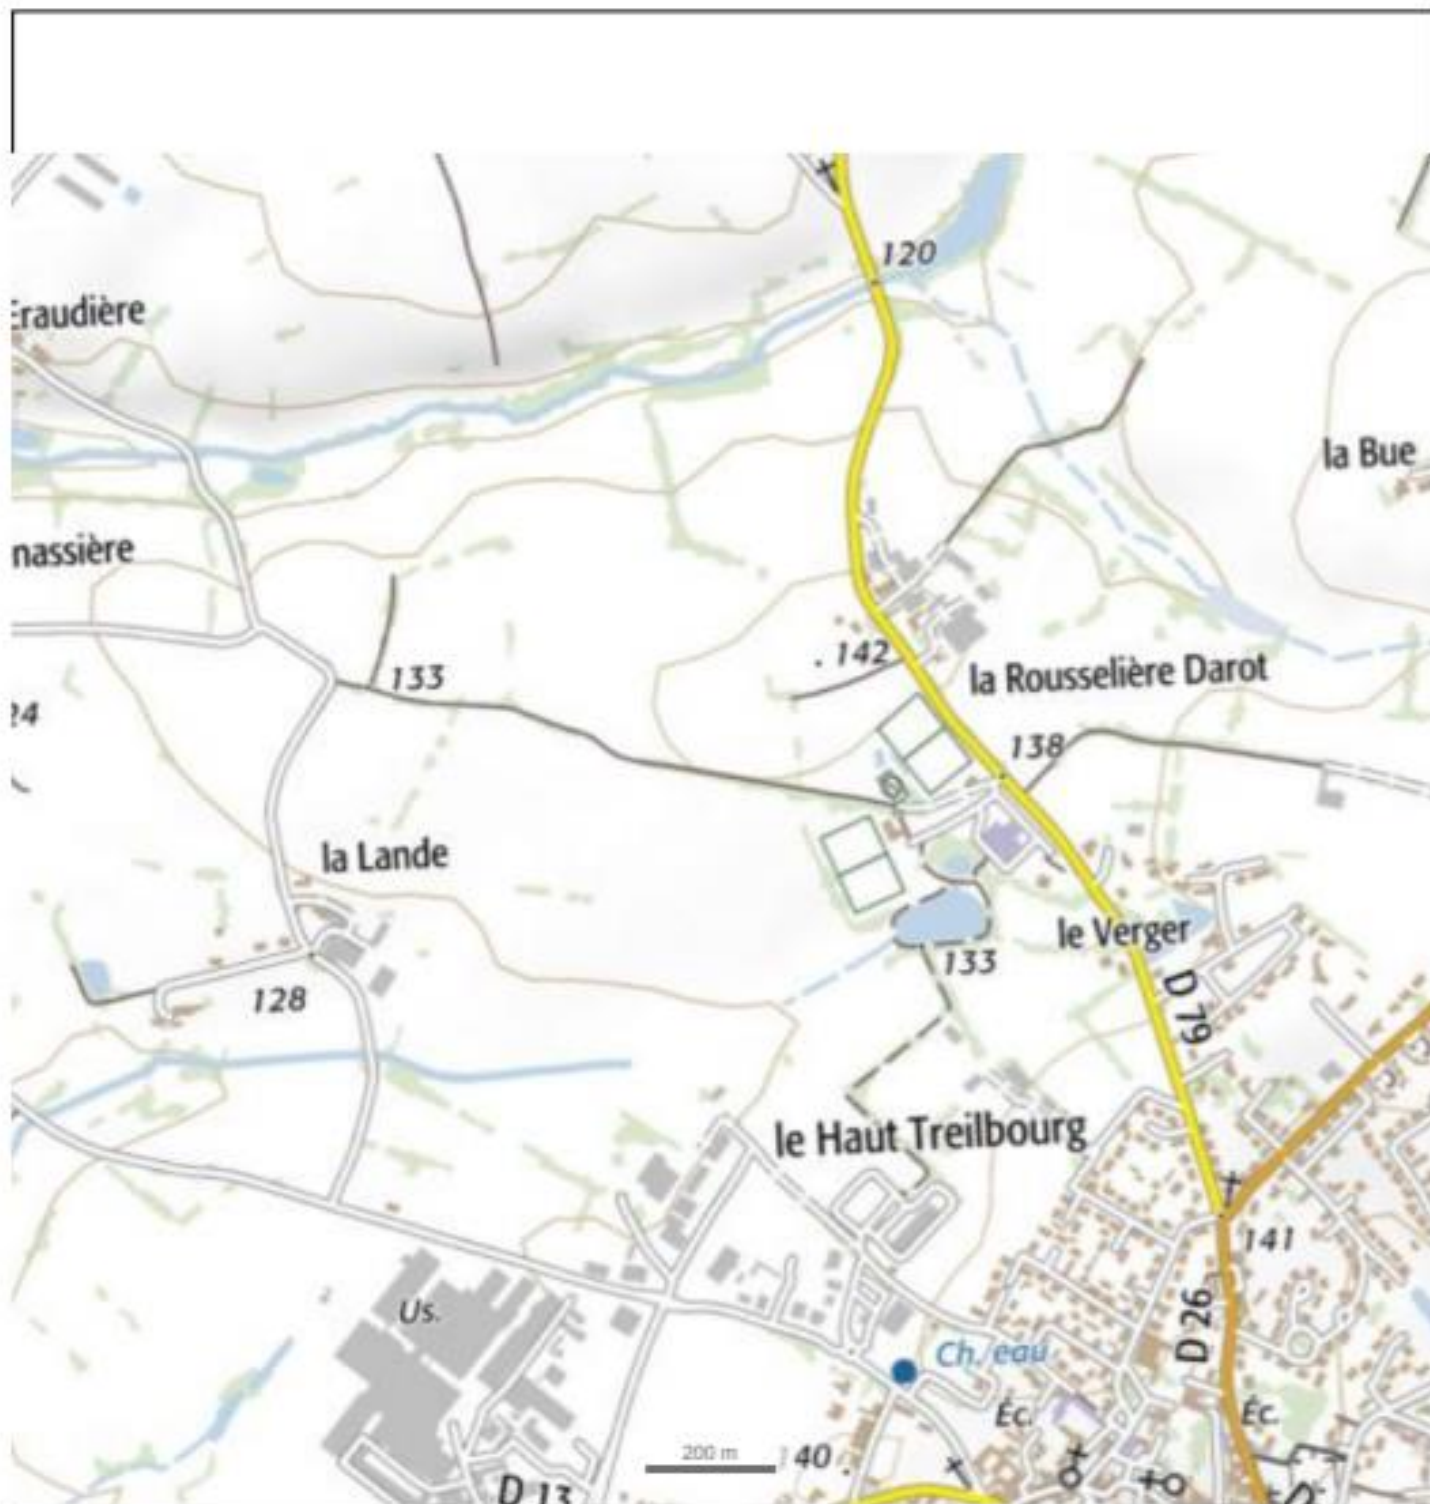 120
Eraudière
la Bue
nassière
142
la Rousselière Darot
133
24
138
la Lande
le Verger
133
128
D 79
le Haut Treilbourg
141
Us.
D 26
Ch. eau
Éc.
Éc.
200 m
40
D 13